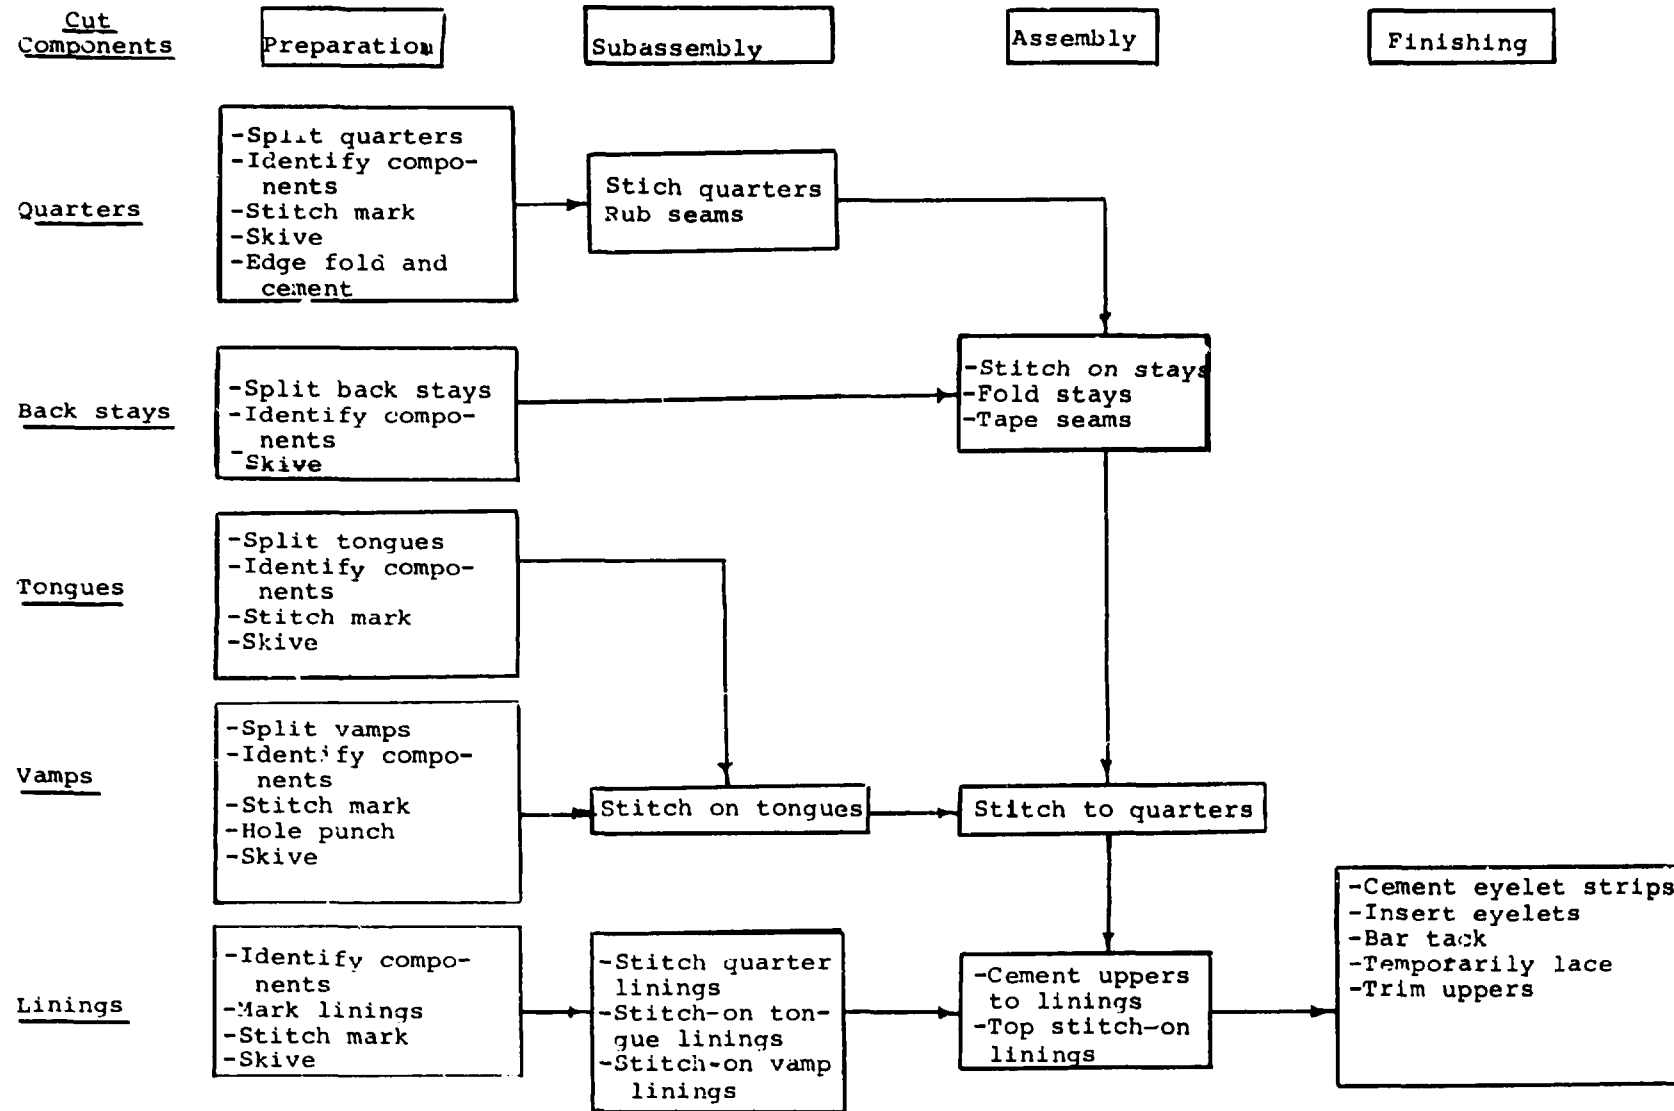 Cut
Components
Preparation
Subassembly
Assembly
Finishing
Quarters
-Split quarters
-Identify compo-
nents
-Stitch mark
-Skive
-Edge fold and
cement
Stich quarters
Rub seams
Back stays
-Split back stays
-Identify compo-
nents
-Skive
-Stitch on stays
-Fold stays
-Tape seams
Tongues
-Split tongues
-Identify compo-
nents
-Stitch mark
-Skive
Vamps
-Split vamps
-Identify compo-
nents
-Stitch mark
-Hole punch
-Skive
Stitch on tongues
Stitch to quarters
Linings
-Identify compo-
nents
-Mark linings
-Stitch mark
-Skive
-Stitch quarter
linings
-Stitch-on ton-
gue linings
-Stitch-on vamp
linings
-Cement uppers
to linings
-Top stitch-on
linings
-Cement eyelet strips
-Insert eyelets
-Bar tack
-Temporarily lace
-Trim uppers